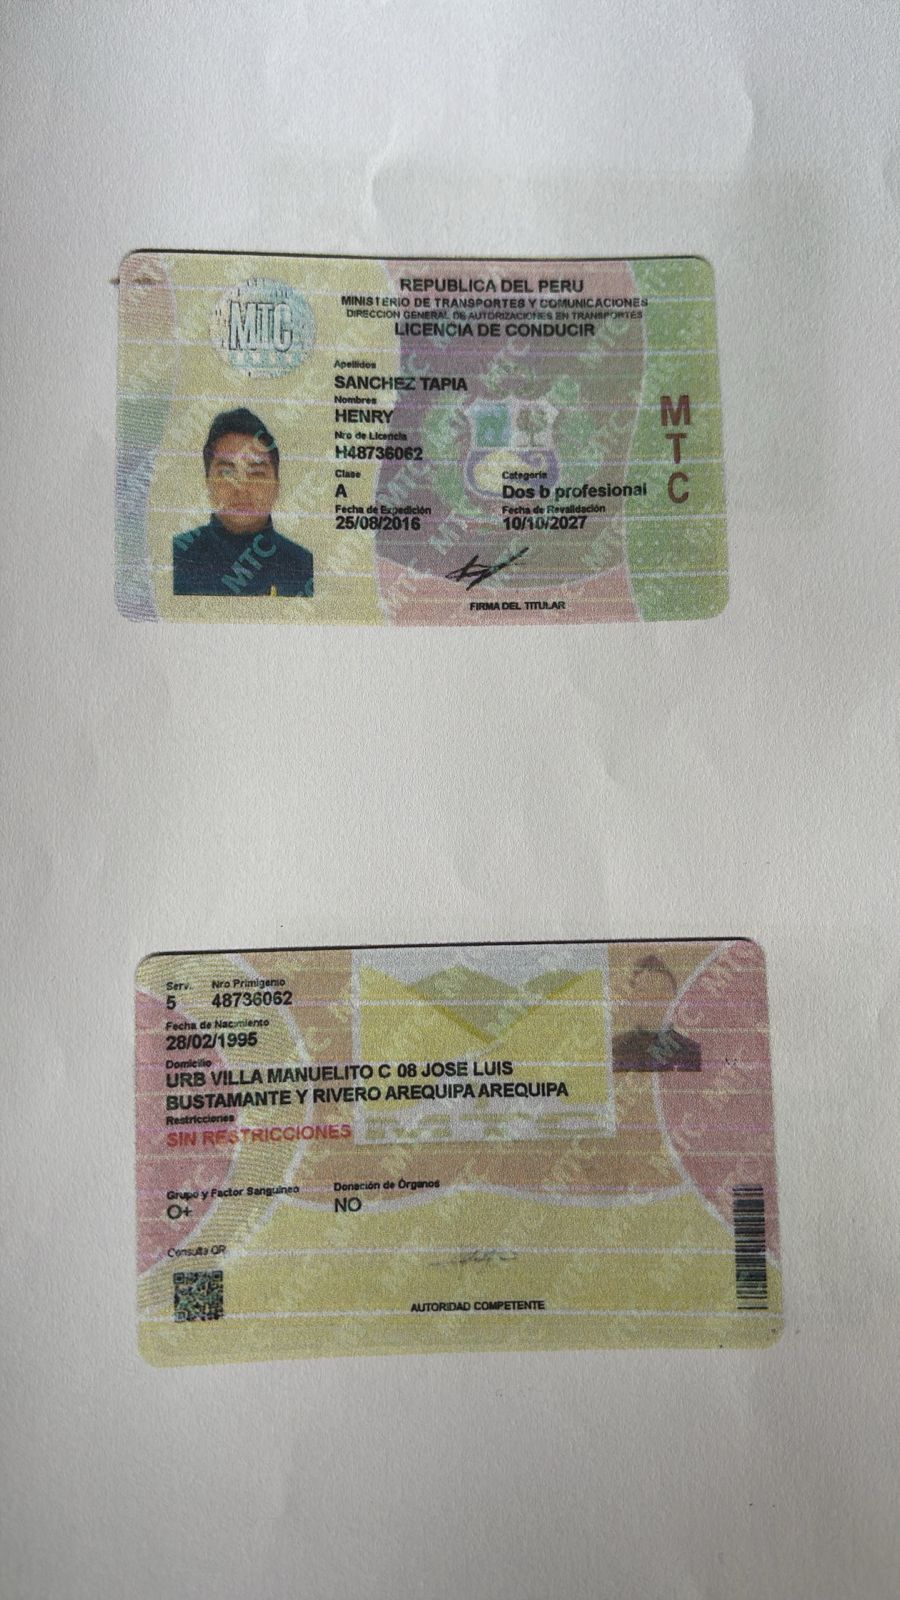 REPUBLICA DEL PERU
MINISTERIO DE TRANSPORTES Y COMUNICACIONES
DIRECCION GENERAL DE AUTORIZACIONES EN TRANSPORTES
LICENCIA DE CONDUCIR
MTC
Apellidos
SANCHEZ TAPIA
Nombres
HENRY
Nro de Licencia
H48736062
Clase Categoria
A Dos b profesional
Fecha de Expedición Fecha de Revalidación
25/08/2016 10/10/2027
FIRMA DEL TITULAR
M
T
C
Serv. Nro Primigenio
5 48736062
Fecha de Nacimiento
28/02/1995
Domicilio
URB VILLA MANUELITO C 08 JOSE LUIS
BUSTAMANTE Y RIVERO AREQUIPA AREQUIPA
Restricciones
SIN RESTRICCIONES
Grupo y Factor Sanguineo Donación de Órganos
O+ NO
Consulta QR
AUTORIDAD COMPETENTE